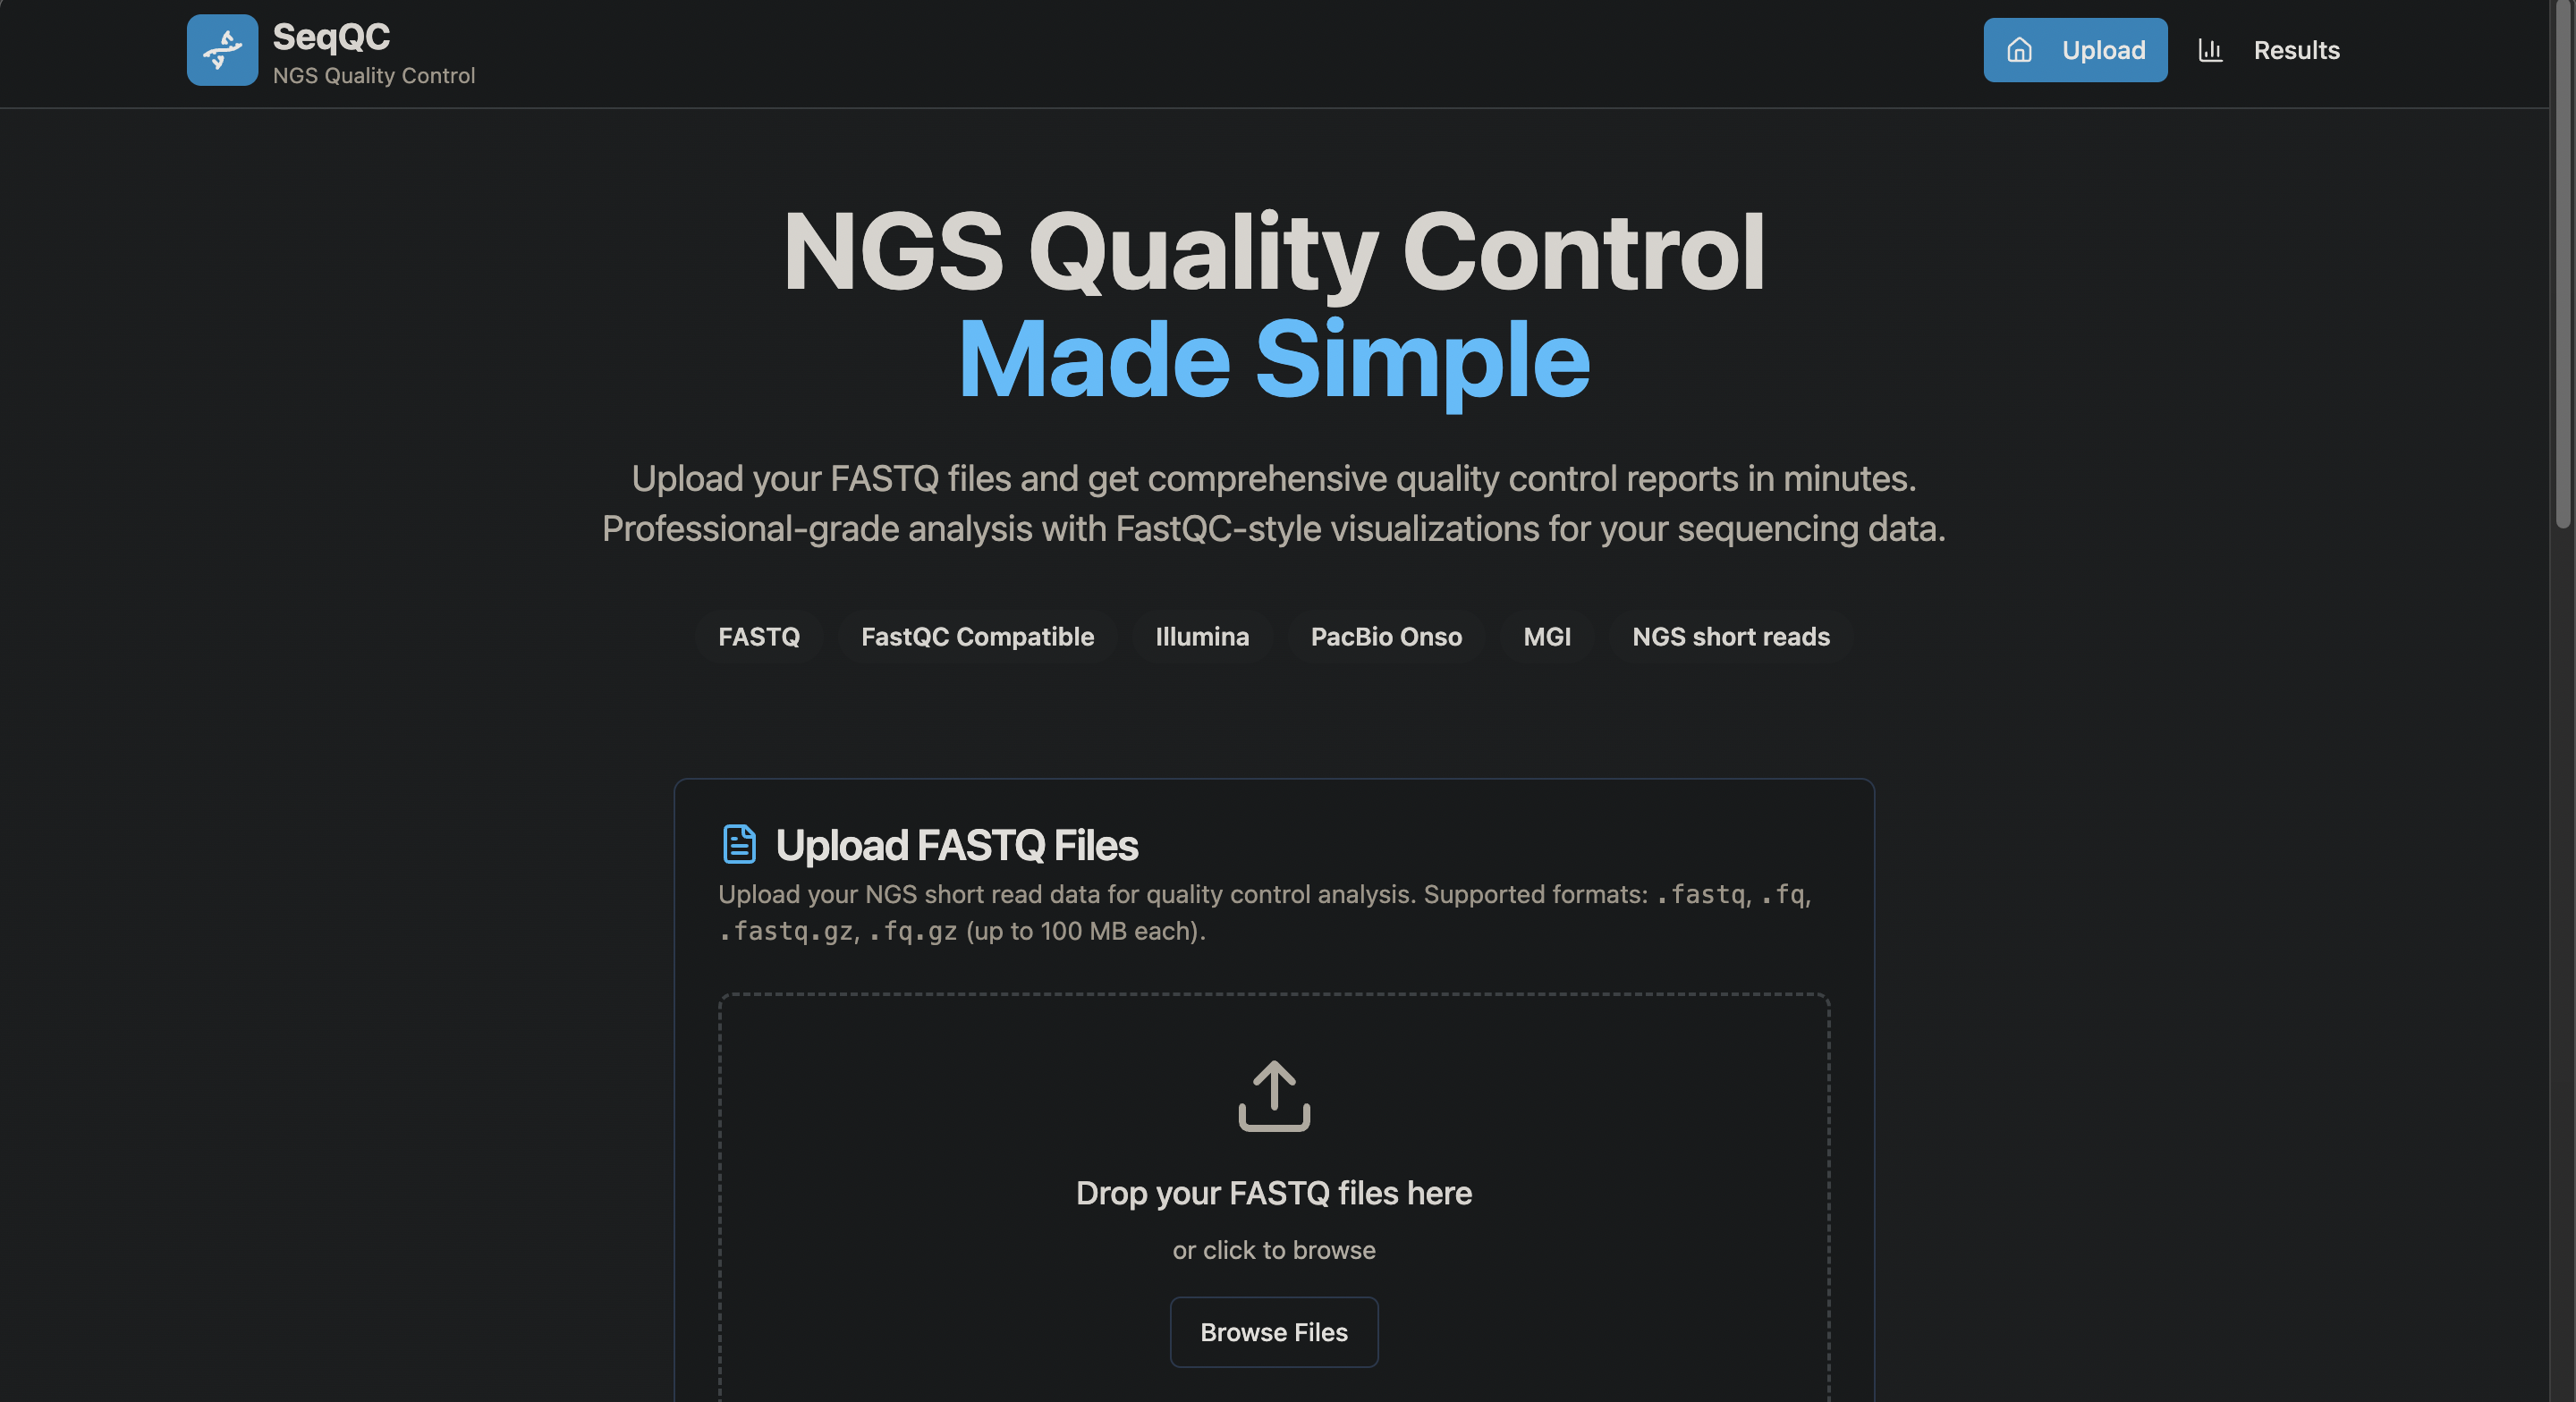 SeqQC
NGS Quality Control
Upload
Results
NGS Quality Control
Made Simple
Upload your FASTQ files and get comprehensive quality control reports in minutes.
Professional-grade analysis with FastQC-style visualizations for your sequencing data.
FASTQ
FastQC Compatible
Illumina
PacBio Onso
MGI
NGS short reads
Upload FASTQ Files
Upload your NGS short read data for quality control analysis. Supported formats: .fastq, .fq,
.fastq.gz, .fq.gz (up to 100 MB each).
Drop your FASTQ files here
or click to browse
Browse Files